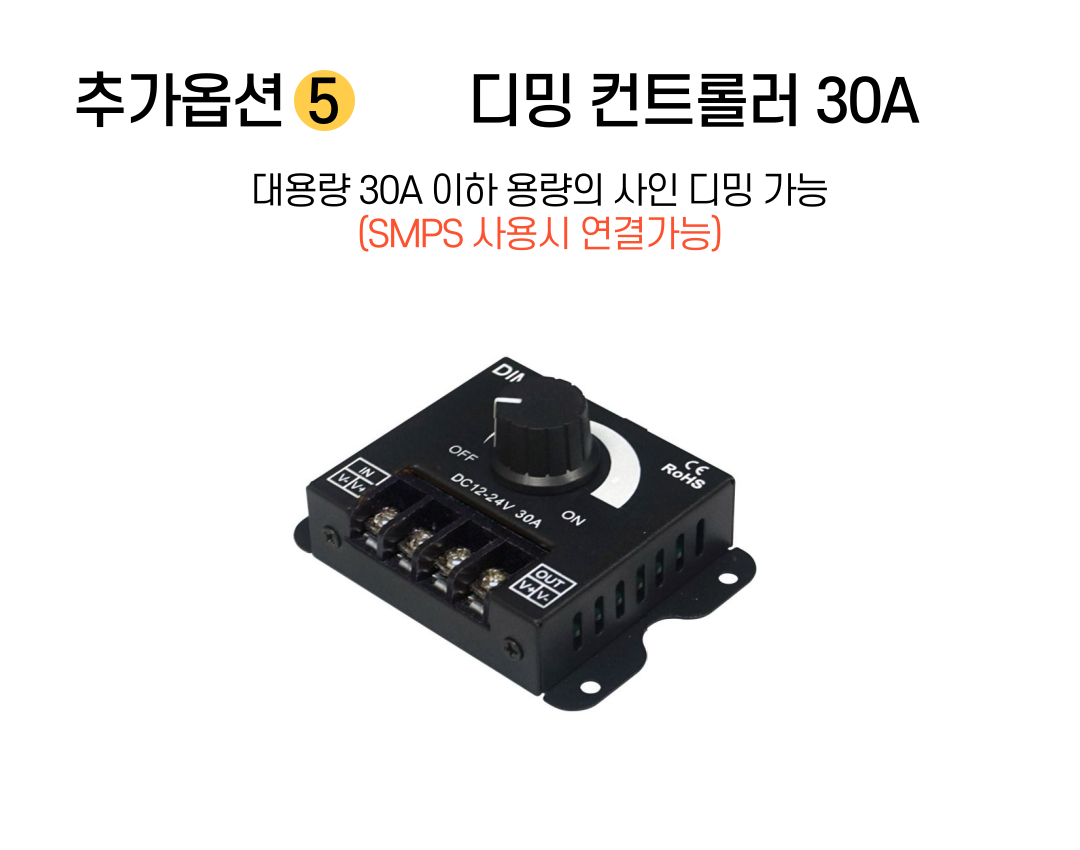 추가옵션 5 디밍 컨트롤러 30A
대용량 30A 이하 용량의 사인 디밍 가능
(SMPS 사용시 연결가능)
OFF
ON
DC12-24V 30A
CE
RoHS
IN
V- V+
OUT
V+ V-